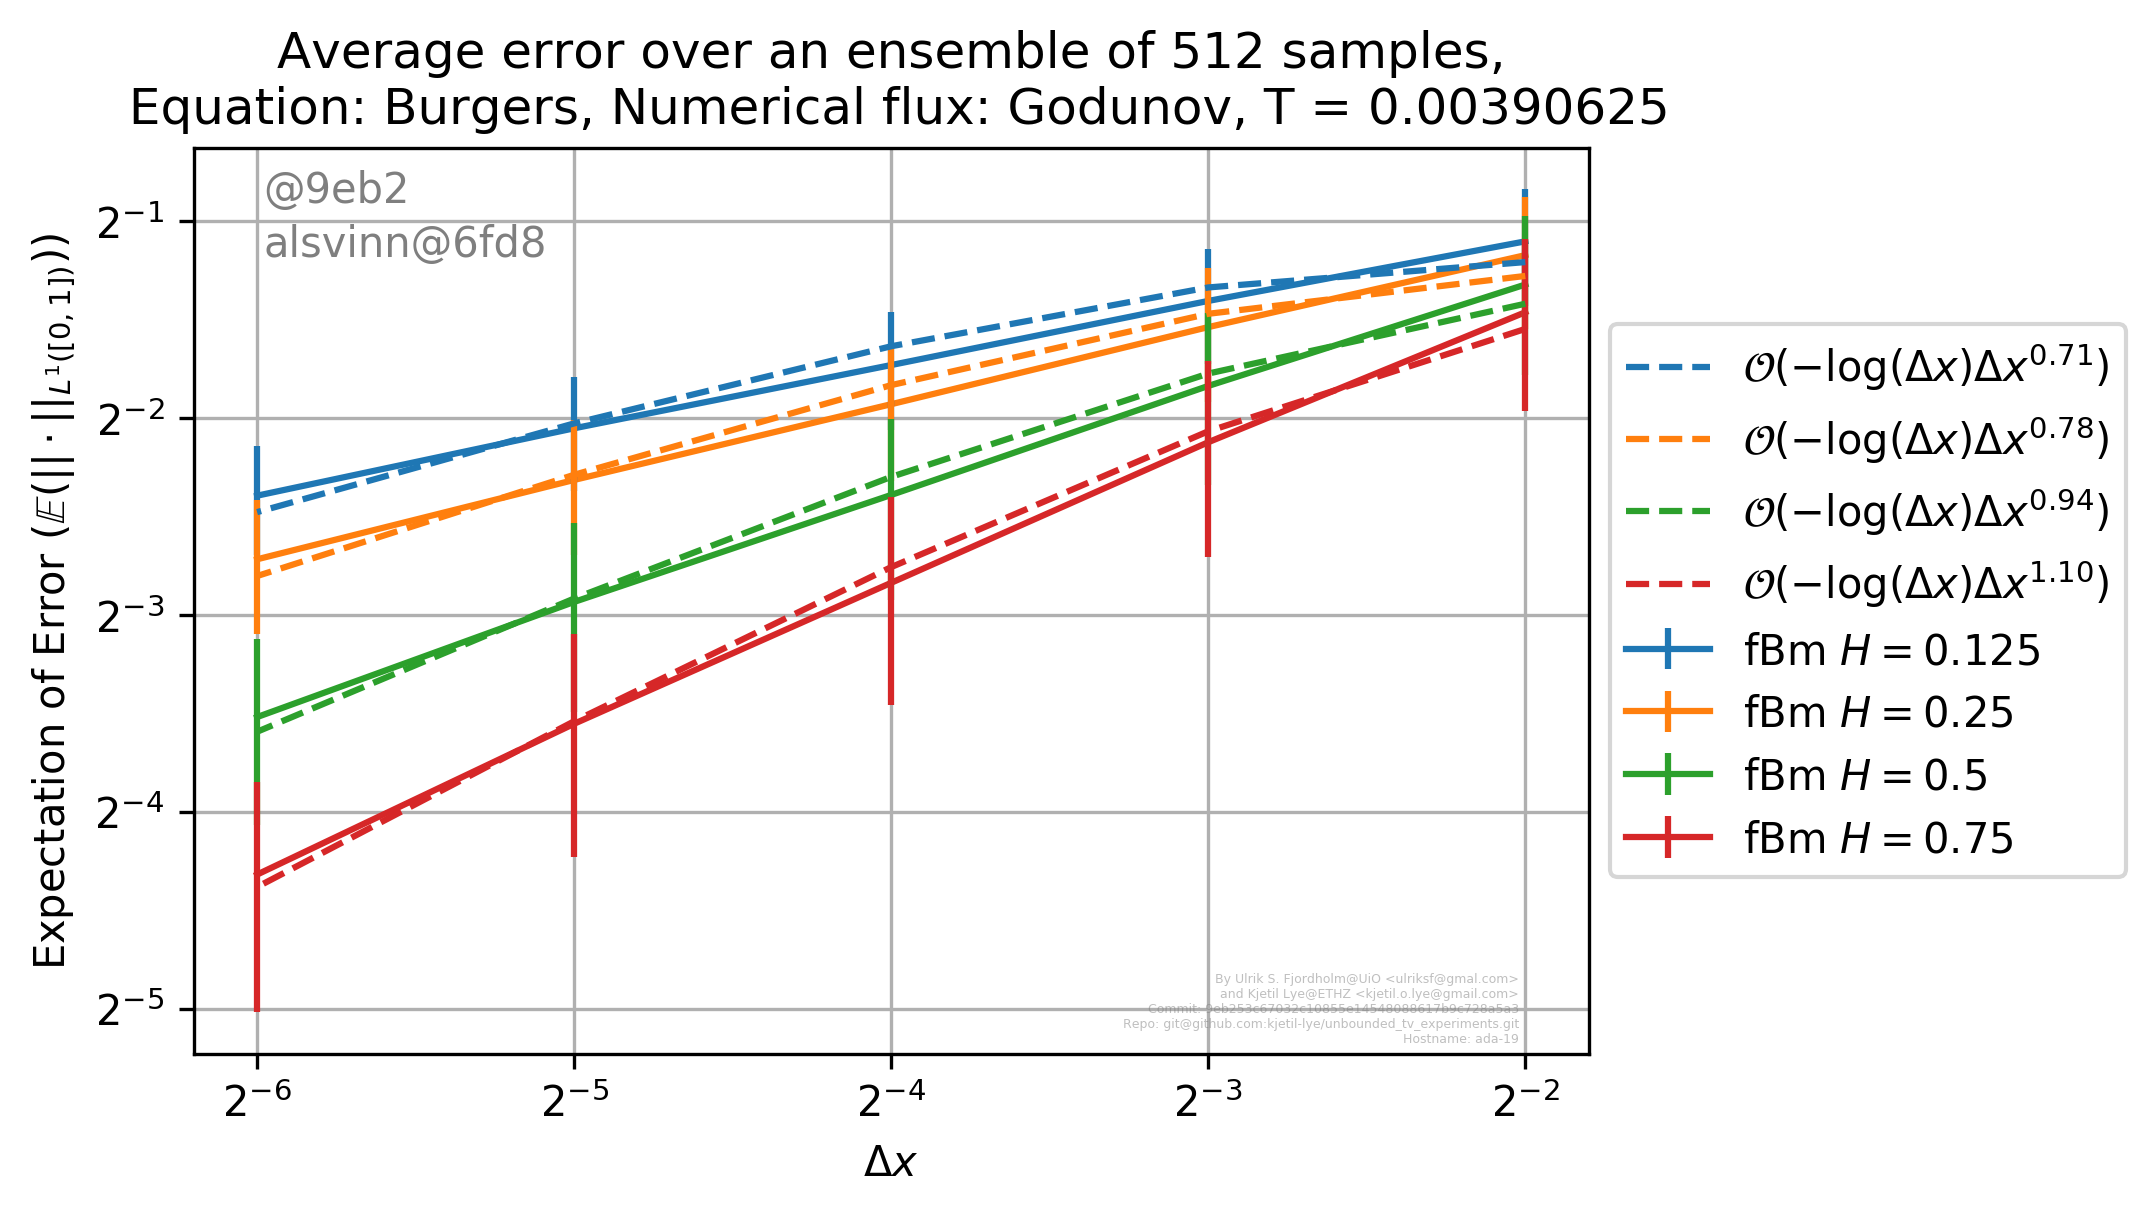 Average error over an ensemble of 512 samples,
Equation: Burgers, Numerical flux: Godunov, T = 0.00390625
@9eb2
alsvinn@6fd8
Expectation of Error (𝔼(|| · ||_{L^1([0, 1])}))
2^{−1}
2^{−2}
2^{−3}
2^{−4}
2^{−5}
By Ulrik S. Fjordholm@UiO <ulriksf@gmal.com>
and Kjetil Lye@ETHZ <kjetil.o.lye@gmail.com>
Commit: 9eb253c67032c10855e14548088617b9c728a5a3
Repo: git@github.com:kjetil-lye/unbounded_tv_experiments.git
Hostname: ada-19
2^{−6}
2^{−5}
2^{−4}
2^{−3}
2^{−2}
Δx
𝒪(−log(Δx)Δx^{0.71})
𝒪(−log(Δx)Δx^{0.78})
𝒪(−log(Δx)Δx^{0.94})
𝒪(−log(Δx)Δx^{1.10})
fBm H = 0.125
fBm H = 0.25
fBm H = 0.5
fBm H = 0.75